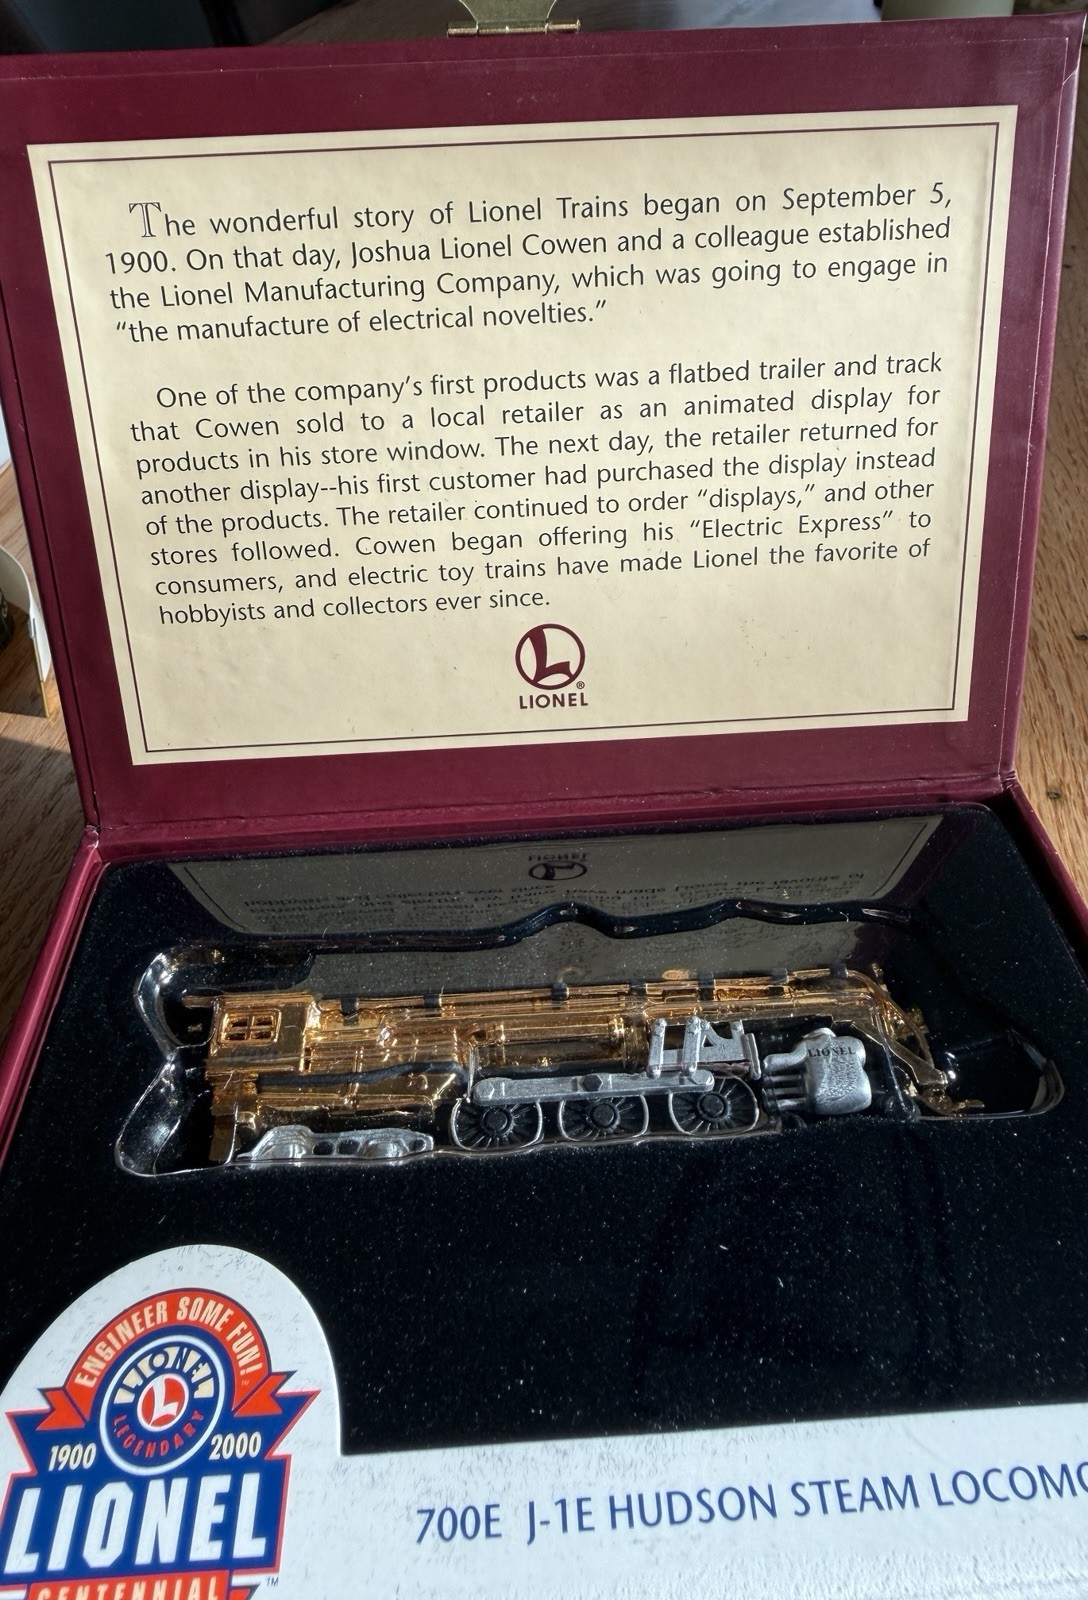 The wonderful story of Lionel Trains began on September 5,
1900. On that day, Joshua Lionel Cowen and a colleague established
the Lionel Manufacturing Company, which was going to engage in
“the manufacture of electrical novelties.”
One of the company’s first products was a flatbed trailer and track
that Cowen sold to a local retailer as an animated display for
products in his store window. The next day, the retailer returned for
another display--his first customer had purchased the display instead
of the products. The retailer continued to order “displays,” and other
stores followed. Cowen began offering his “Electric Express” to
consumers, and electric toy trains have made Lionel the favorite of
hobbyists and collectors ever since.
L
®
LIONEL
LIONEL
ENGINEER SOME FUN!
™
LIONEL
L
LEGENDARY
1900 2000
LIONEL
CENTENNIAL
™
700E J-1E HUDSON STEAM LOCOMO